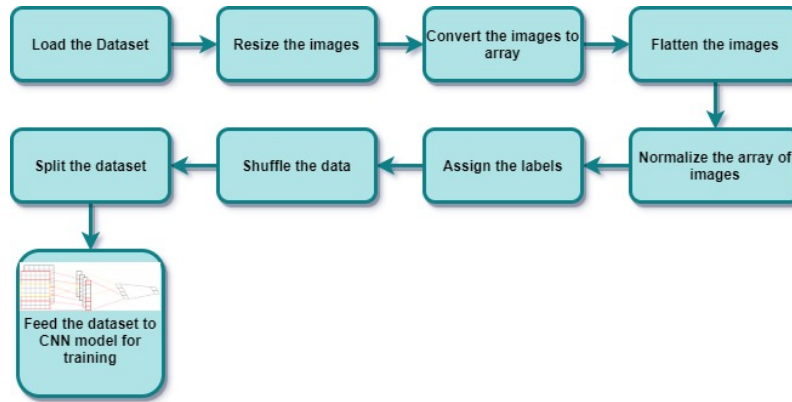 Load the Dataset
Resize the images
Convert the images to
array
Flatten the images
Normalize the array of
images
Assign the labels
Shuffle the data
Split the dataset
Feed the dataset to
CNN model for
training